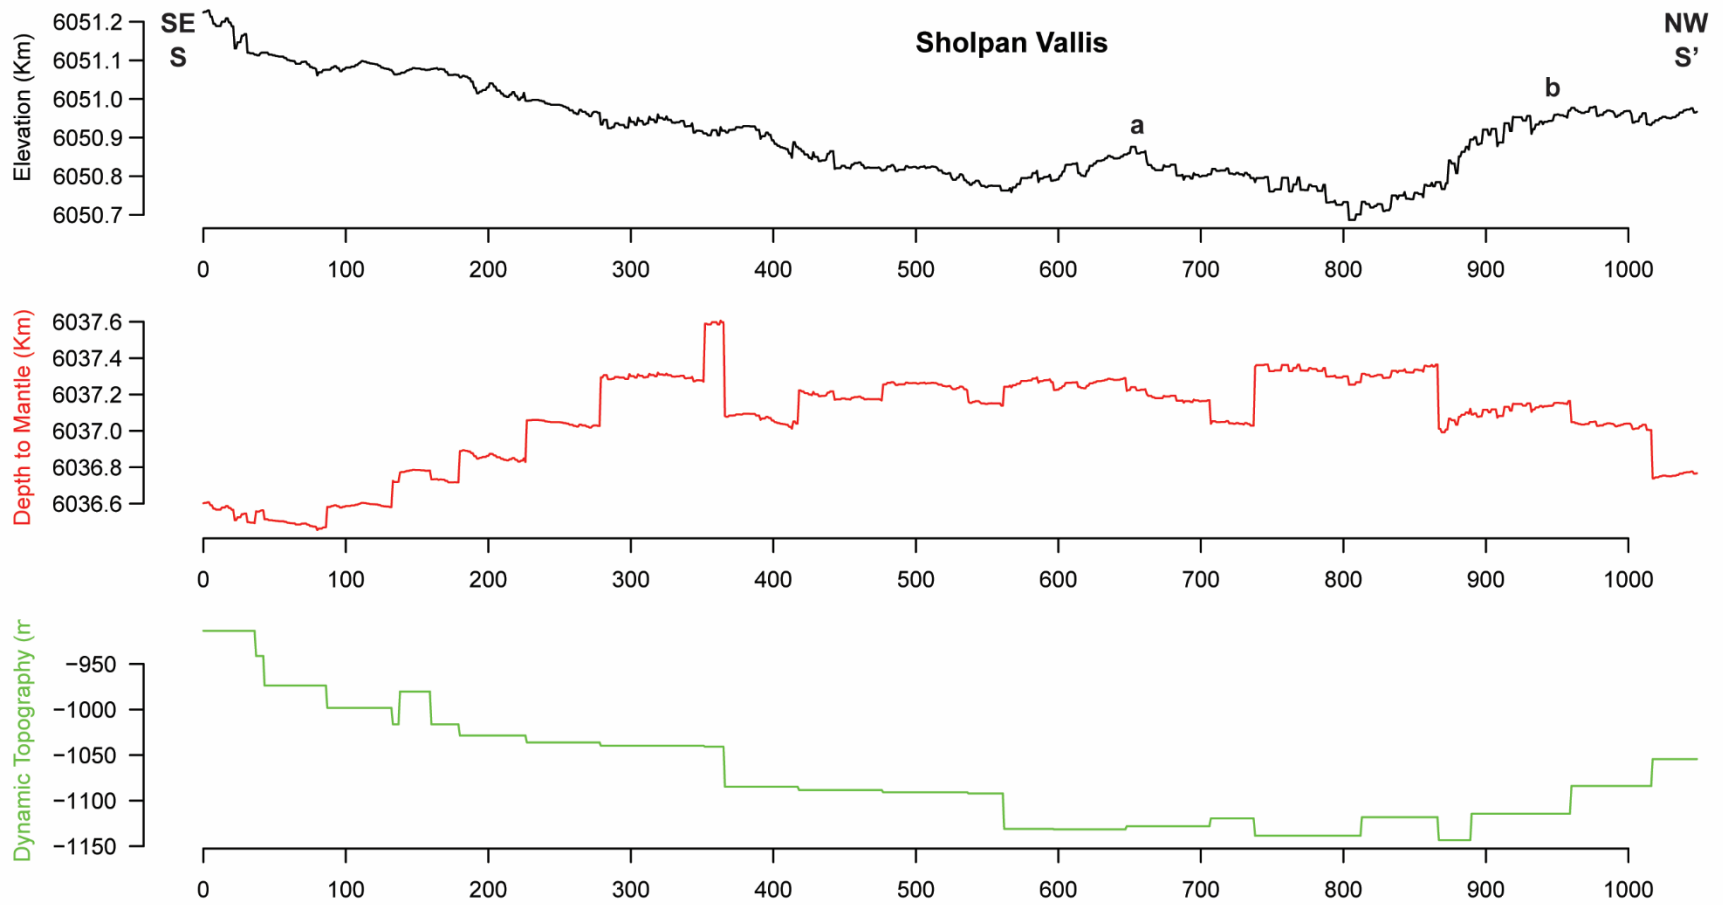 SE
S
Sholpan Vallis
NW
S’
a
b
Elevation (Km)
6051.2
6051.1
6051.0
6050.9
6050.8
6050.7
0 100 200 300 400 500 600 700 800 900 1000
Depth to Mantle (Km)
6037.6
6037.4
6037.2
6037.0
6036.8
6036.6
0 100 200 300 400 500 600 700 800 900 1000
Dynamic Topography (
−950
−1000
−1050
−1100
−1150
0 100 200 300 400 500 600 700 800 900 1000